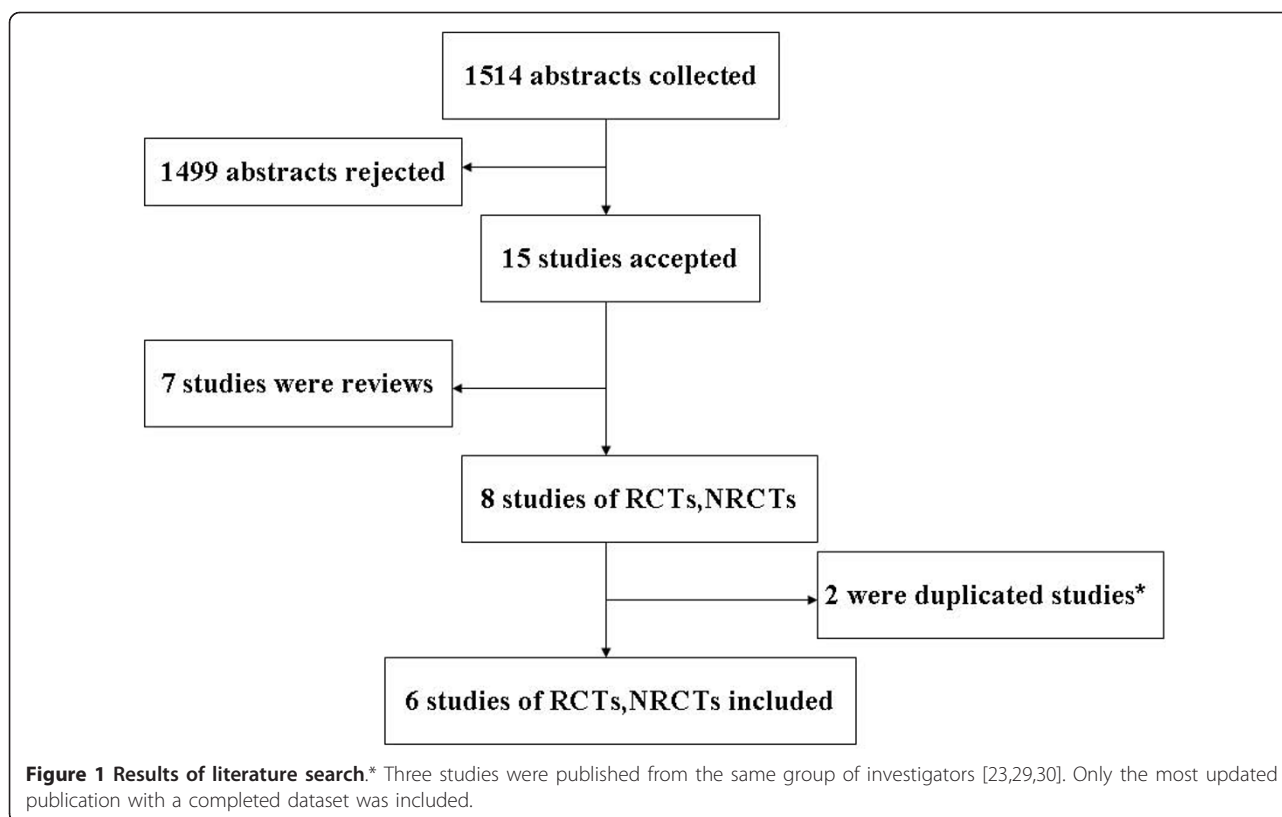 1514 abstracts collected
1499 abstracts rejected
15 studies accepted
7 studies were reviews
8 studies of RCTs,NRCTs
2 were duplicated studies*
6 studies of RCTs,NRCTs included
Figure 1 Results of literature search.* Three studies were published from the same group of investigators [23,29,30]. Only the most updated
publication with a completed dataset was included.